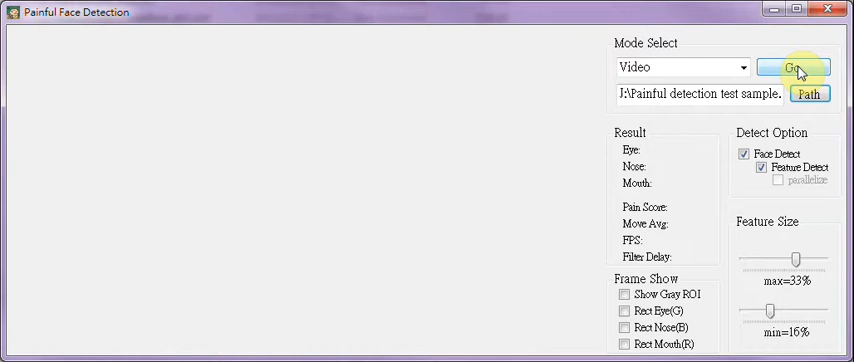 Painful Face Detection
Mode Select
Video
Go
I:\Painful detection test sample.
Path
Result
Eye:
Nose:
Mouth:
Pain Score:
Move Avg:
FPS:
Filter Delay:
Detect Option
Face Detect
Feature Detect
parallelize
Feature Size
max=33%
min=16%
Frame Show
Show Gray ROI
Rect Eye(G)
Rect Nose(B)
Rect Mouth(R)